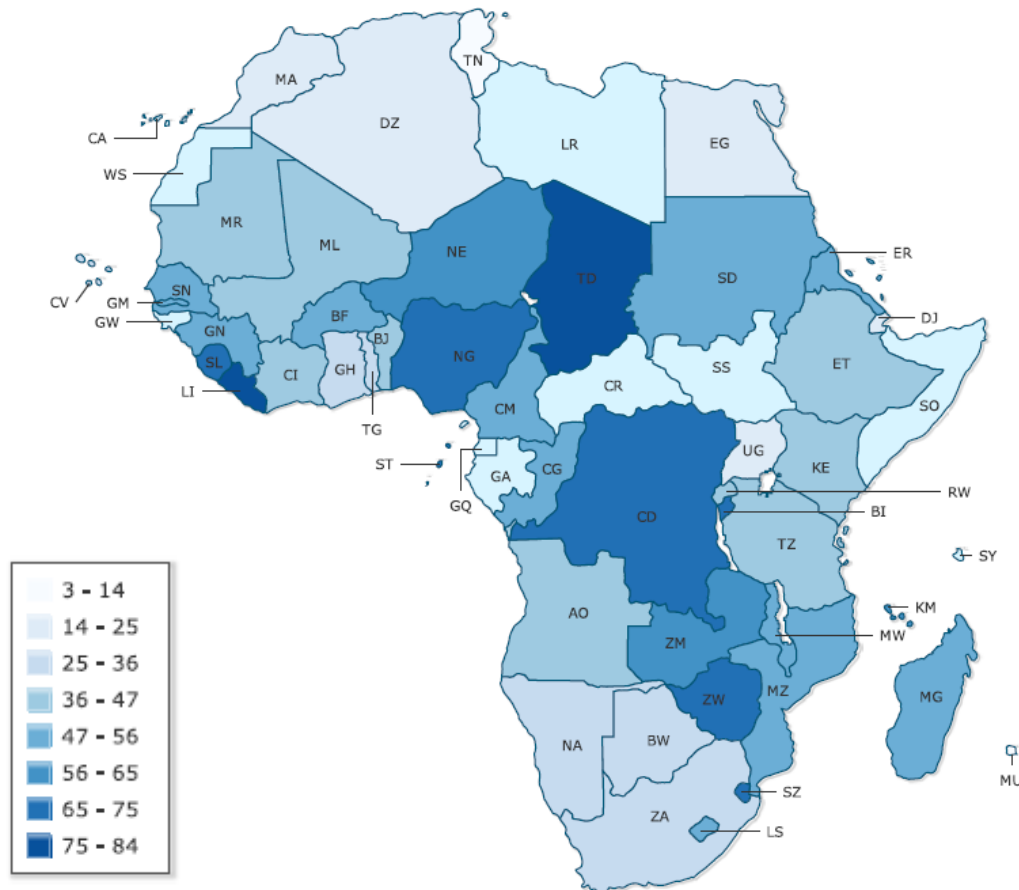 TN
MA
DZ
LR
EG
CA
WS
MR
ML
NE
TD
SD
ER
CV
SN
GM
GW
GN
BF
BJ
NG
DJ
SL
CI
GH
ET
SS
CR
SO
LI
CM
TG
UG
KE
ST
CG
GA
RW
GQ
CD
BI
TZ
SY
3 - 14
14 - 25
25 - 36
36 - 47
47 - 56
56 - 65
65 - 75
75 - 84
AO
KM
MW
ZM
MZ
MG
ZW
NA
BW
MU
SZ
ZA
LS